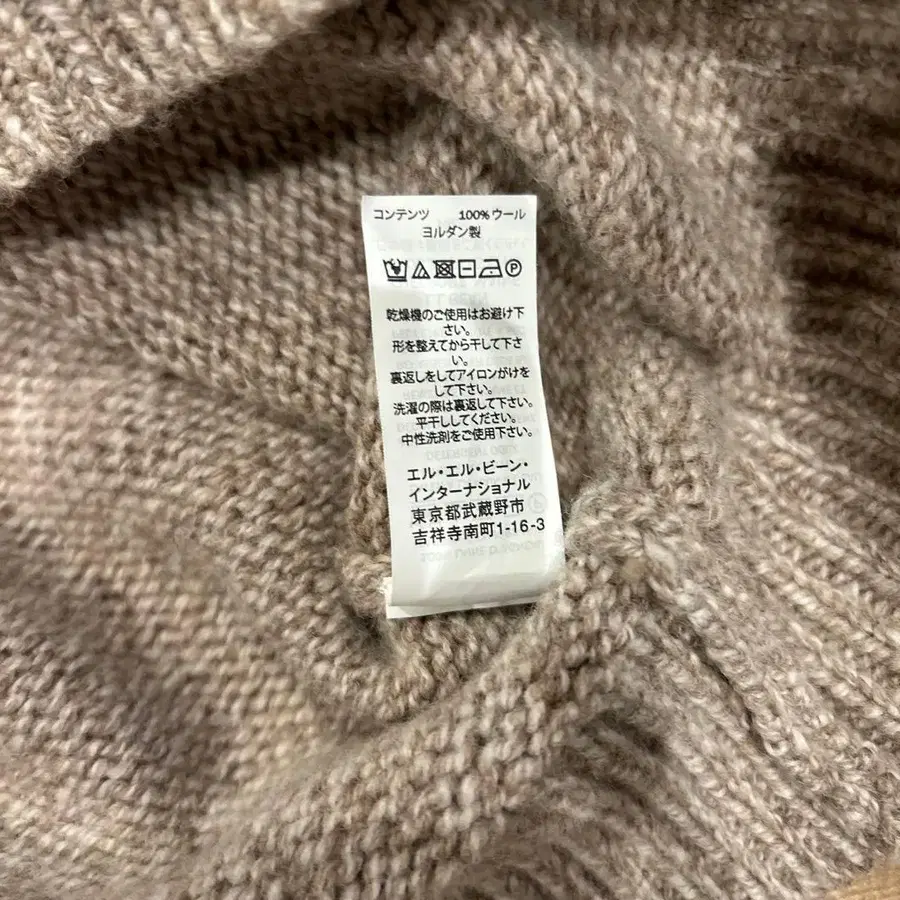 コンテンツ 100% ウール
ヨルダン製
乾燥機のご使用はお避け下
さい。
形を整えてから干して下さ
い。
裏返しをしてアイロンがけを
して下さい。
洗濯の際は裏返して下さい。
平干ししてください。
中性洗剤をご使用下さい。
エル・エル・ビーン・
インターナショナル
東京都武蔵野市
吉祥寺南町1-16-3